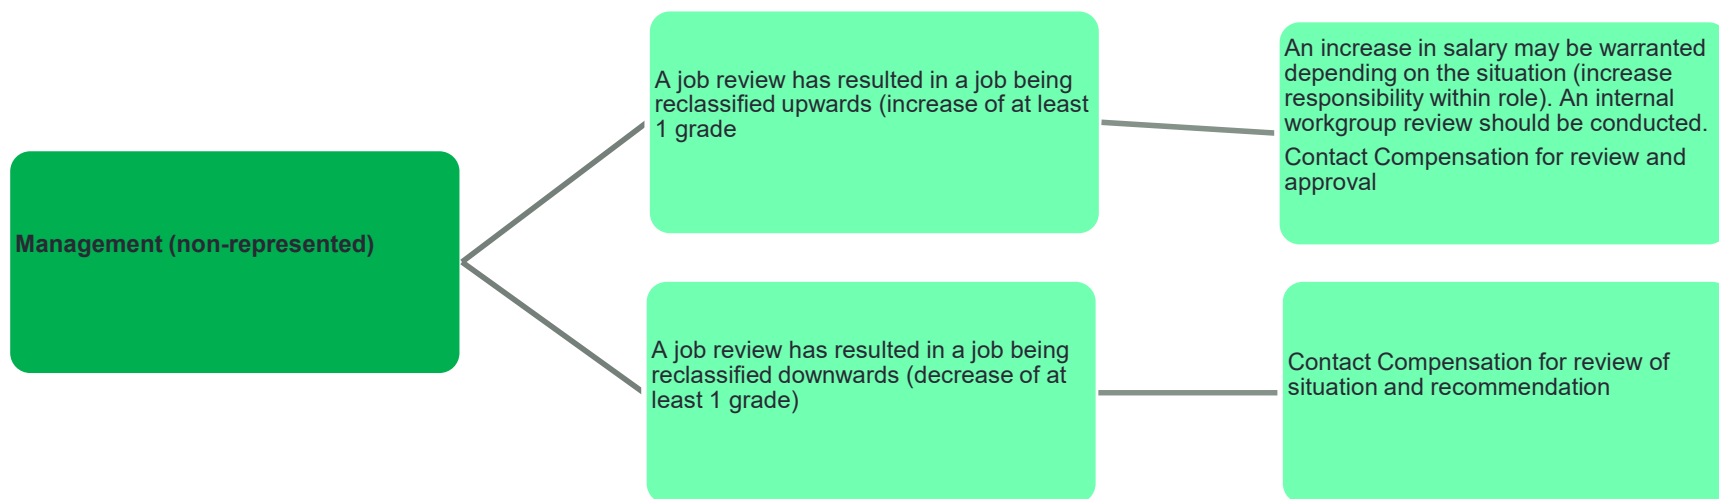 Management (non-represented)
A job review has resulted in a job being
reclassified upwards (increase of at least
1 grade
An increase in salary may be warranted
depending on the situation (increase
responsibility within role). An internal
workgroup review should be conducted.
Contact Compensation for review and
approval
A job review has resulted in a job being
reclassified downwards (decrease of at
least 1 grade)
Contact Compensation for review of
situation and recommendation